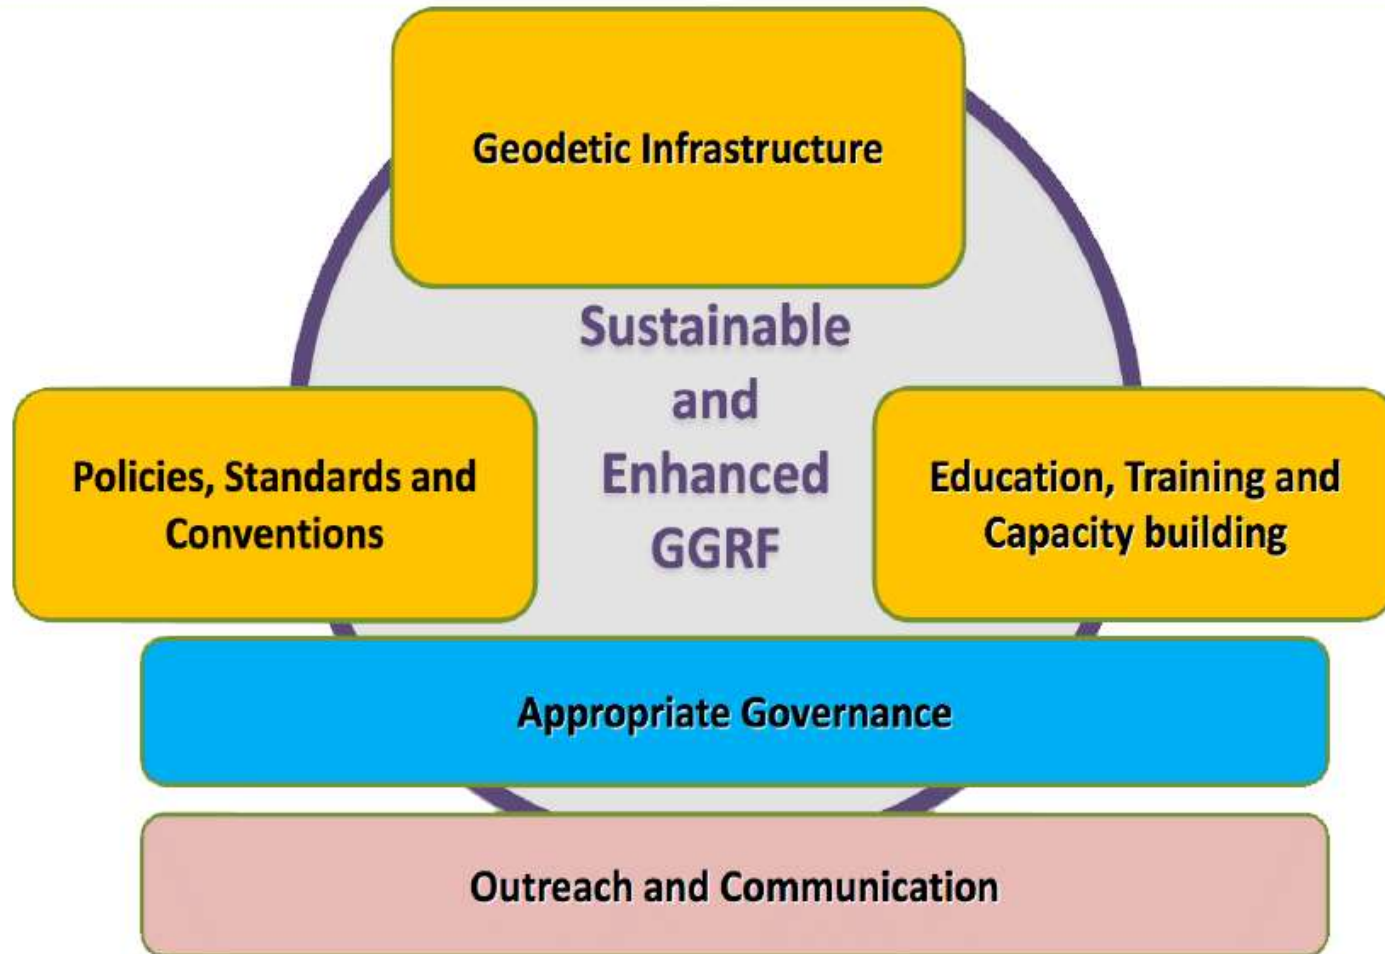 Geodetic Infrastructure
Sustainable
and
Enhanced
GGRF
Policies, Standards and
Conventions
Education, Training and
Capacity building
Appropriate Governance
Outreach and Communication